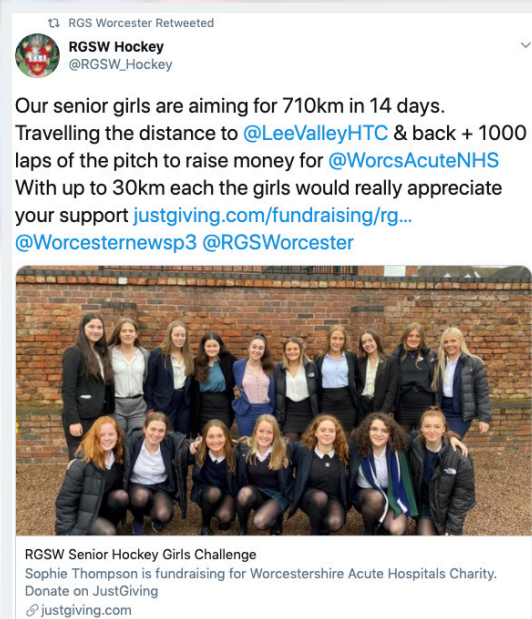 RGS Worcester Retweeted
RGSW Hockey
@RGSW_Hockey
Our senior girls are aiming for 710km in 14 days.
Travelling the distance to @LeeValleyHTC & back + 1000
laps of the pitch to raise money for @WorcsAcuteNHS
With up to 30km each the girls would really appreciate
your support justgiving.com/fundraising/rg...
@Worcesternewsp3 @RGSWorcester
RGSW Senior Hockey Girls Challenge
Sophie Thompson is fundraising for Worcestershire Acute Hospitals Charity.
Donate on JustGiving
justgiving.com